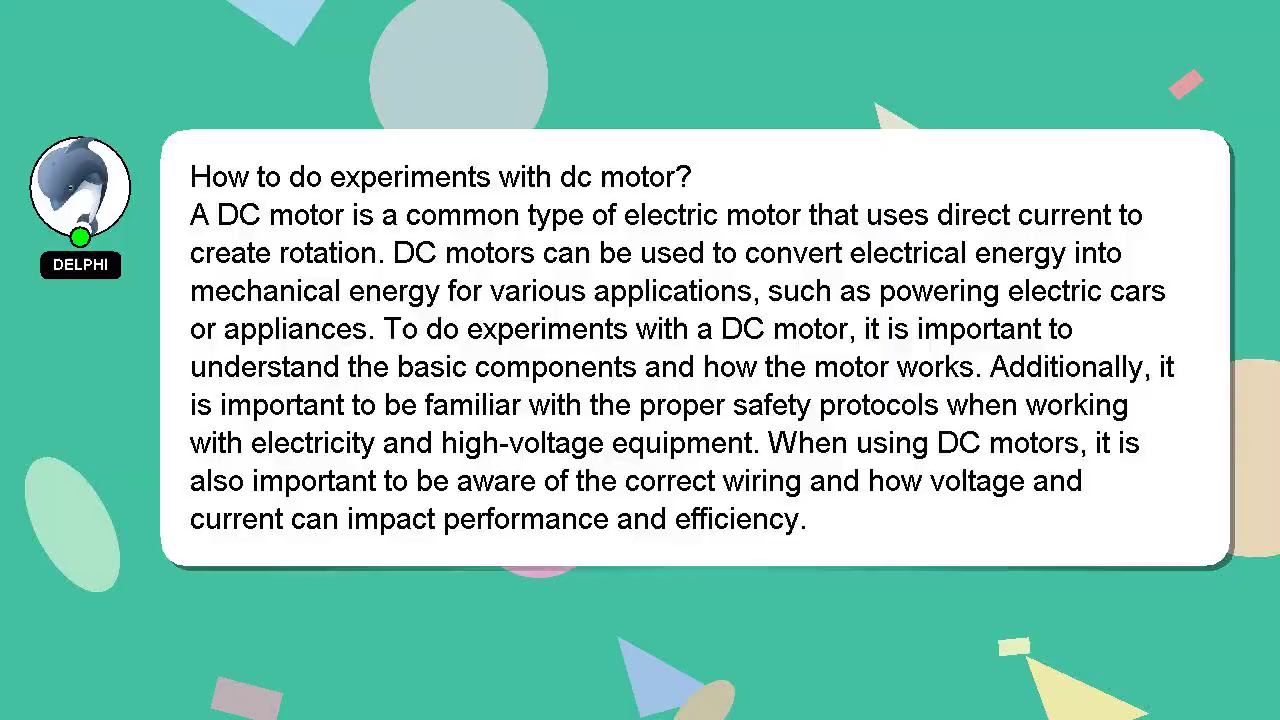 How to do experiments with dc motor?
A DC motor is a common type of electric motor that uses direct current to
create rotation. DC motors can be used to convert electrical energy into
mechanical energy for various applications, such as powering electric cars
or appliances. To do experiments with a DC motor, it is important to
understand the basic components and how the motor works. Additionally, it
is important to be familiar with the proper safety protocols when working
with electricity and high-voltage equipment. When using DC motors, it is
also important to be aware of the correct wiring and how voltage and
current can impact performance and efficiency.
DELPHI